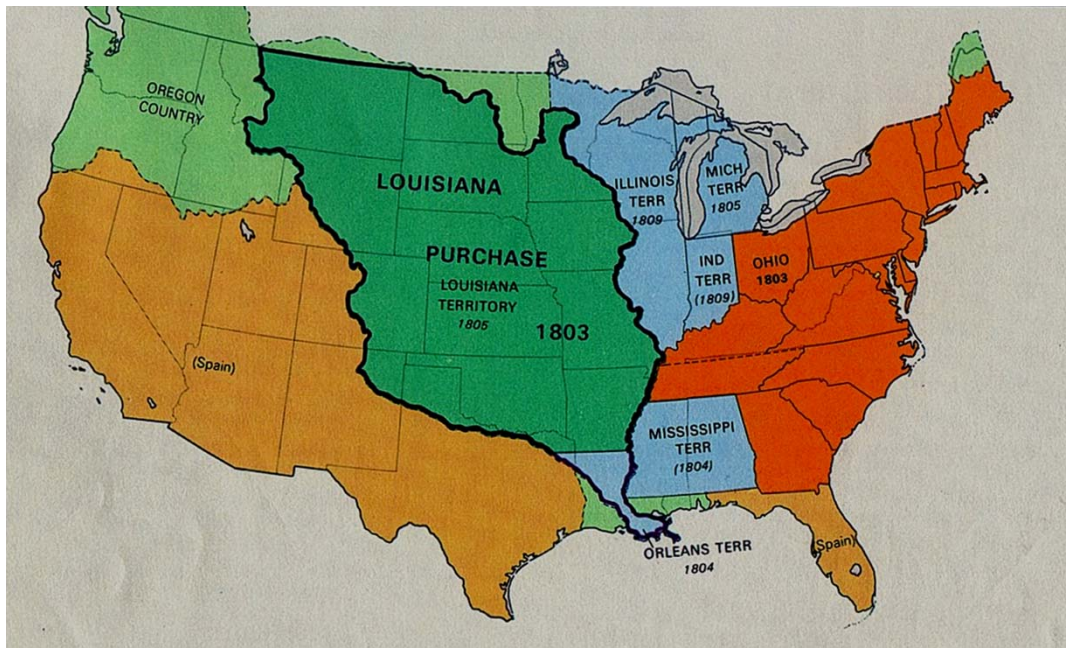 OREGON
COUNTRY
LOUISIANA
PURCHASE
LOUISIANA
TERRITORY
1805
1803
ILLINOIS
TERR
1809
MICH
TERR
1805
IND
TERR
(1809)
OHIO
1803
(Spain)
MISSISSIPPI
TERR
(1804)
ORLEANS TERR
1804
(Spain)